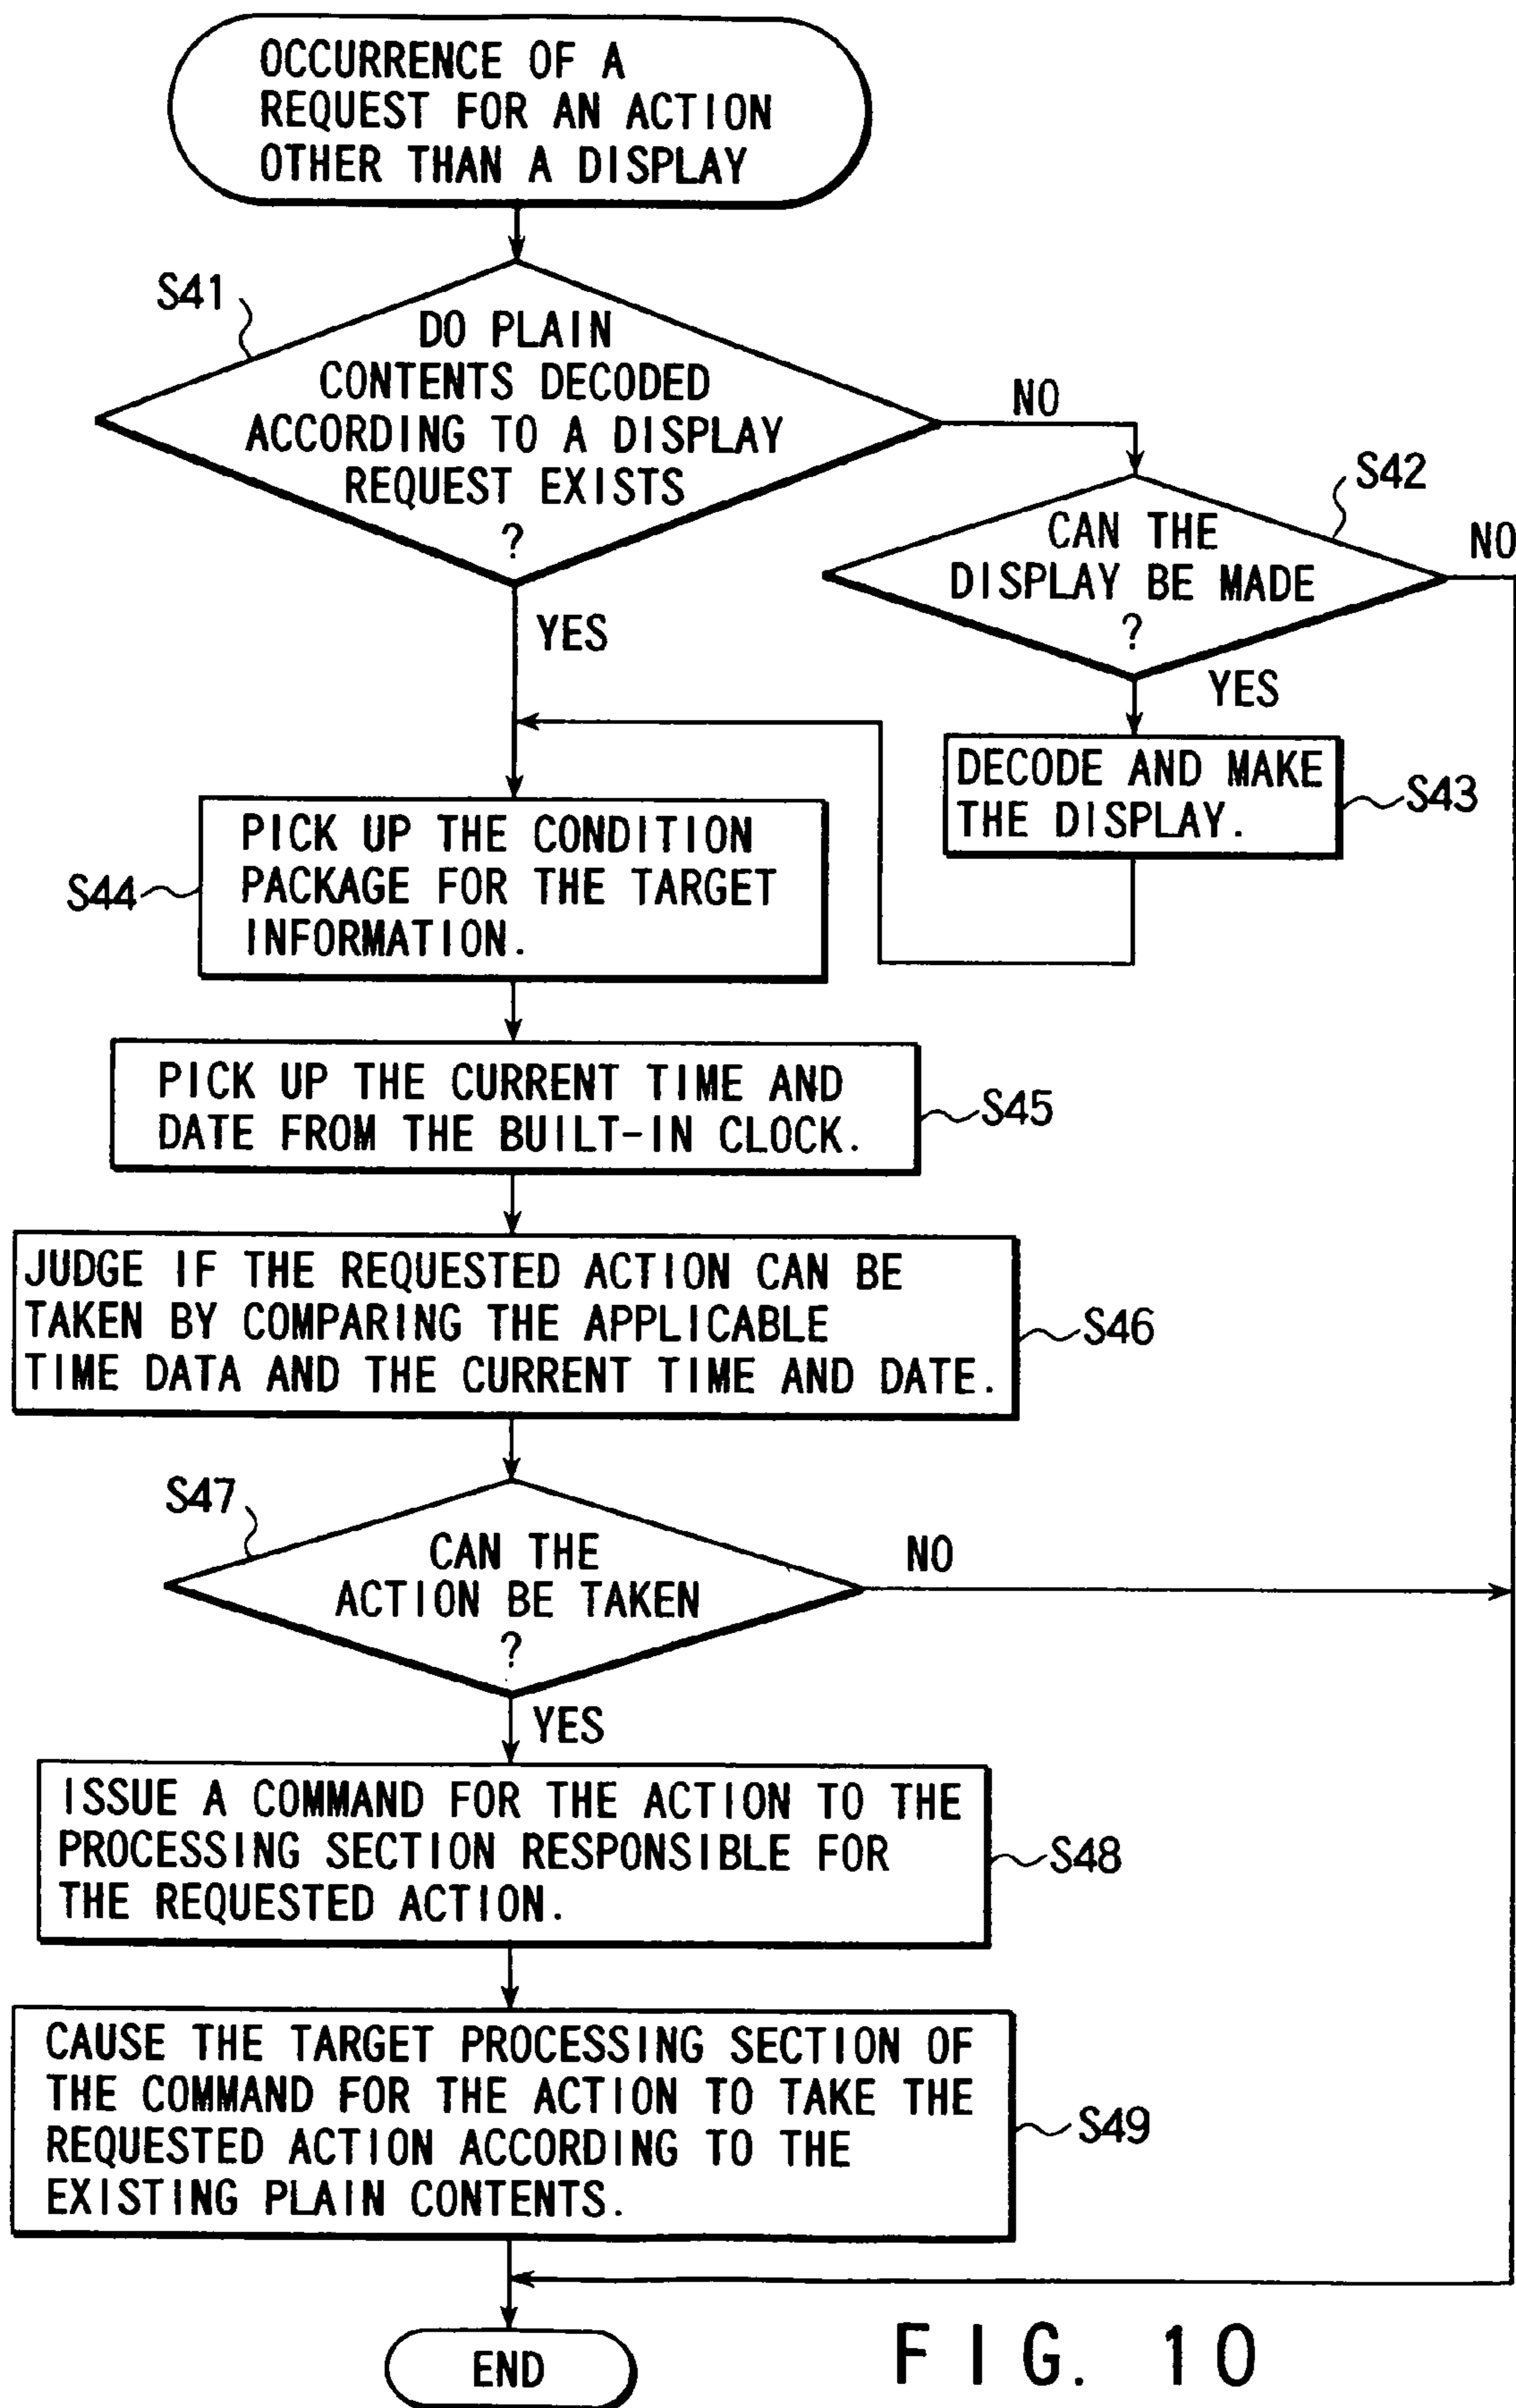 OCCURRENCE OF A
REQUEST FOR AN ACTION
OTHER THAN A DISPLAY
S41
DO PLAIN
CONTENTS DECODED
ACCORDING TO A DISPLAY
REQUEST EXISTS
?
NO
YES
S42
CAN THE
DISPLAY BE MADE
?
NO
YES
DECODE AND MAKE
THE DISPLAY.
S43
S44
PICK UP THE CONDITION
PACKAGE FOR THE TARGET
INFORMATION.
PICK UP THE CURRENT TIME AND
DATE FROM THE BUILT-IN CLOCK.
S45
JUDGE IF THE REQUESTED ACTION CAN BE
TAKEN BY COMPARING THE APPLICABLE
TIME DATA AND THE CURRENT TIME AND DATE.
S46
S47
CAN THE
ACTION BE TAKEN
?
NO
YES
ISSUE A COMMAND FOR THE ACTION TO THE
PROCESSING SECTION RESPONSIBLE FOR
THE REQUESTED ACTION.
S48
CAUSE THE TARGET PROCESSING SECTION OF
THE COMMAND FOR THE ACTION TO TAKE THE
REQUESTED ACTION ACCORDING TO THE
EXISTING PLAIN CONTENTS.
S49
END
FIG. 10